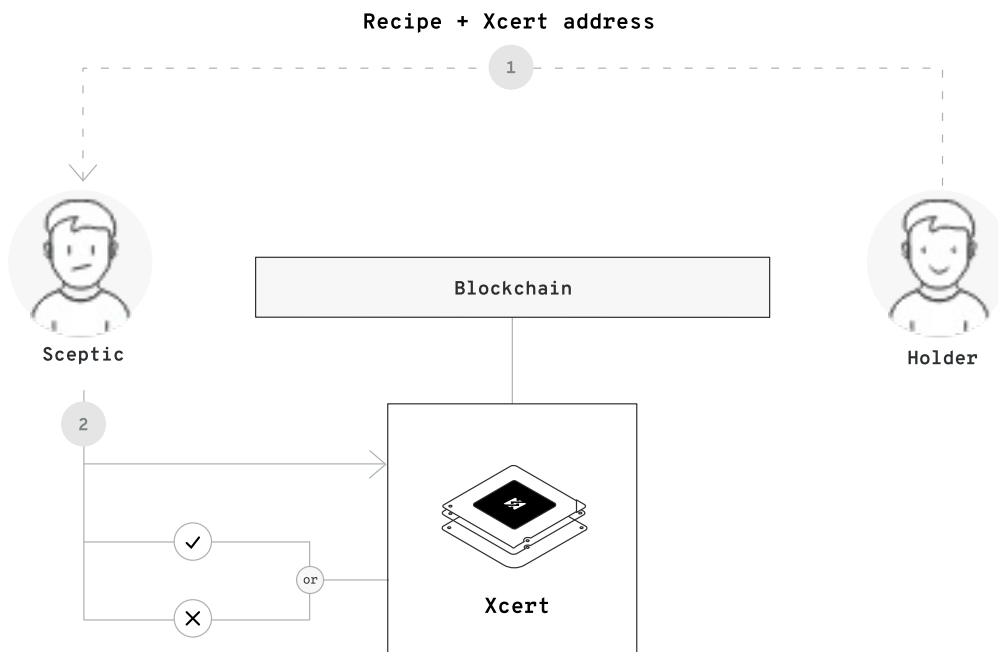 Recipe + Xcert address
1
Blockchain
Sceptic
Holder
2
or
Xcert